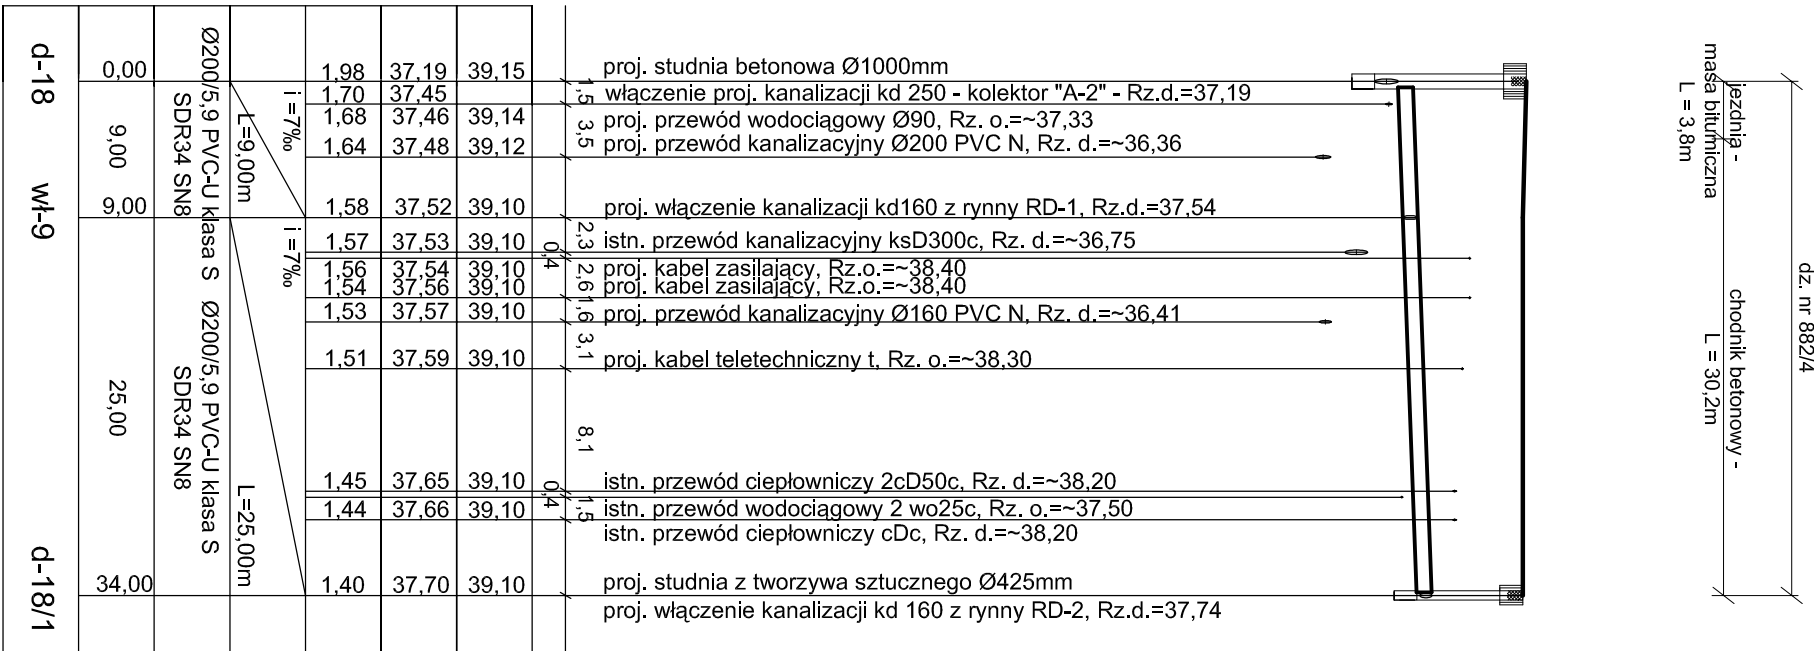 d-18
wł-9
d-18/1
0,00
9,00
9,00
25,00
34,00
Ø200/5,9 PVC-U klasa S
SDR34 SN8
Ø200/5,9 PVC-U klasa S
SDR34 SN8
L=9,00m
i =7‰
L=25,00m
i =7‰
1,98 37,19 39,15
1,70 37,45
1,68 37,46 39,14
1,64 37,48 39,12
1,58 37,52 39,10
1,57 37,53 39,10
1,56 37,54 39,10
1,54 37,56 39,10
1,53 37,57 39,10
1,51 37,59 39,10
1,45 37,65 39,10
1,44 37,66 39,10
1,40 37,70 39,10
1,5
3,5
2,3
0,4
2,6
1,6
3,1
8,1
0,4
1,5
proj. studnia betonowa Ø1000mm
włączenie proj. kanalizacji kd 250 - kolektor "A-2" - Rz.d.=37,19
proj. przewód wodociągowy Ø90, Rz. o.=~37,33
proj. przewód kanalizacyjny Ø200 PVC N, Rz. d.=~36,36
proj. włączenie kanalizacji kd160 z rynny RD-1, Rz.d.=37,54
istn. przewód kanalizacyjny ksD300c, Rz. d.=~36,75
proj. kabel zasilający, Rz.o.=~38,40
proj. kabel zasilający, Rz.o.=~38,40
proj. przewód kanalizacyjny Ø160 PVC N, Rz. d.=~36,41
proj. kabel teletechniczny t, Rz. o.=~38,30
istn. przewód ciepłowniczy 2cD50c, Rz. d.=~38,20
istn. przewód wodociągowy 2 wo25c, Rz. o.=~37,50
istn. przewód ciepłowniczy cDc, Rz. d.=~38,20
proj. studnia z tworzywa sztucznego Ø425mm
proj. włączenie kanalizacji kd 160 z rynny RD-2, Rz.d.=37,74
jezdnia -
masa bitumiczna
L = 3,8m
chodnik betonowy -
L = 30,2m
dz. nr 882/4